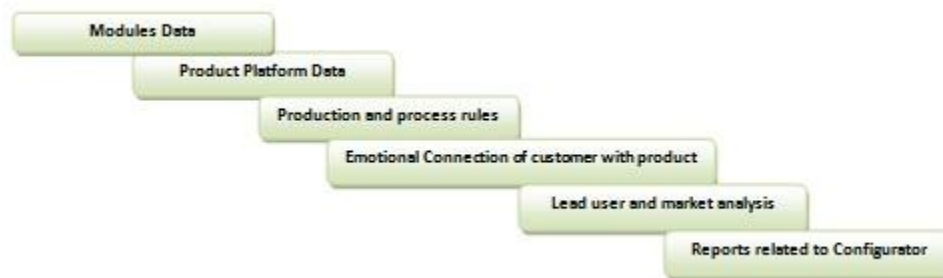 Modules Data
Product Platform Data
Production and process rules
Emotional Connection of customer with product
Lead user and market analysis
Reports related to Configurator